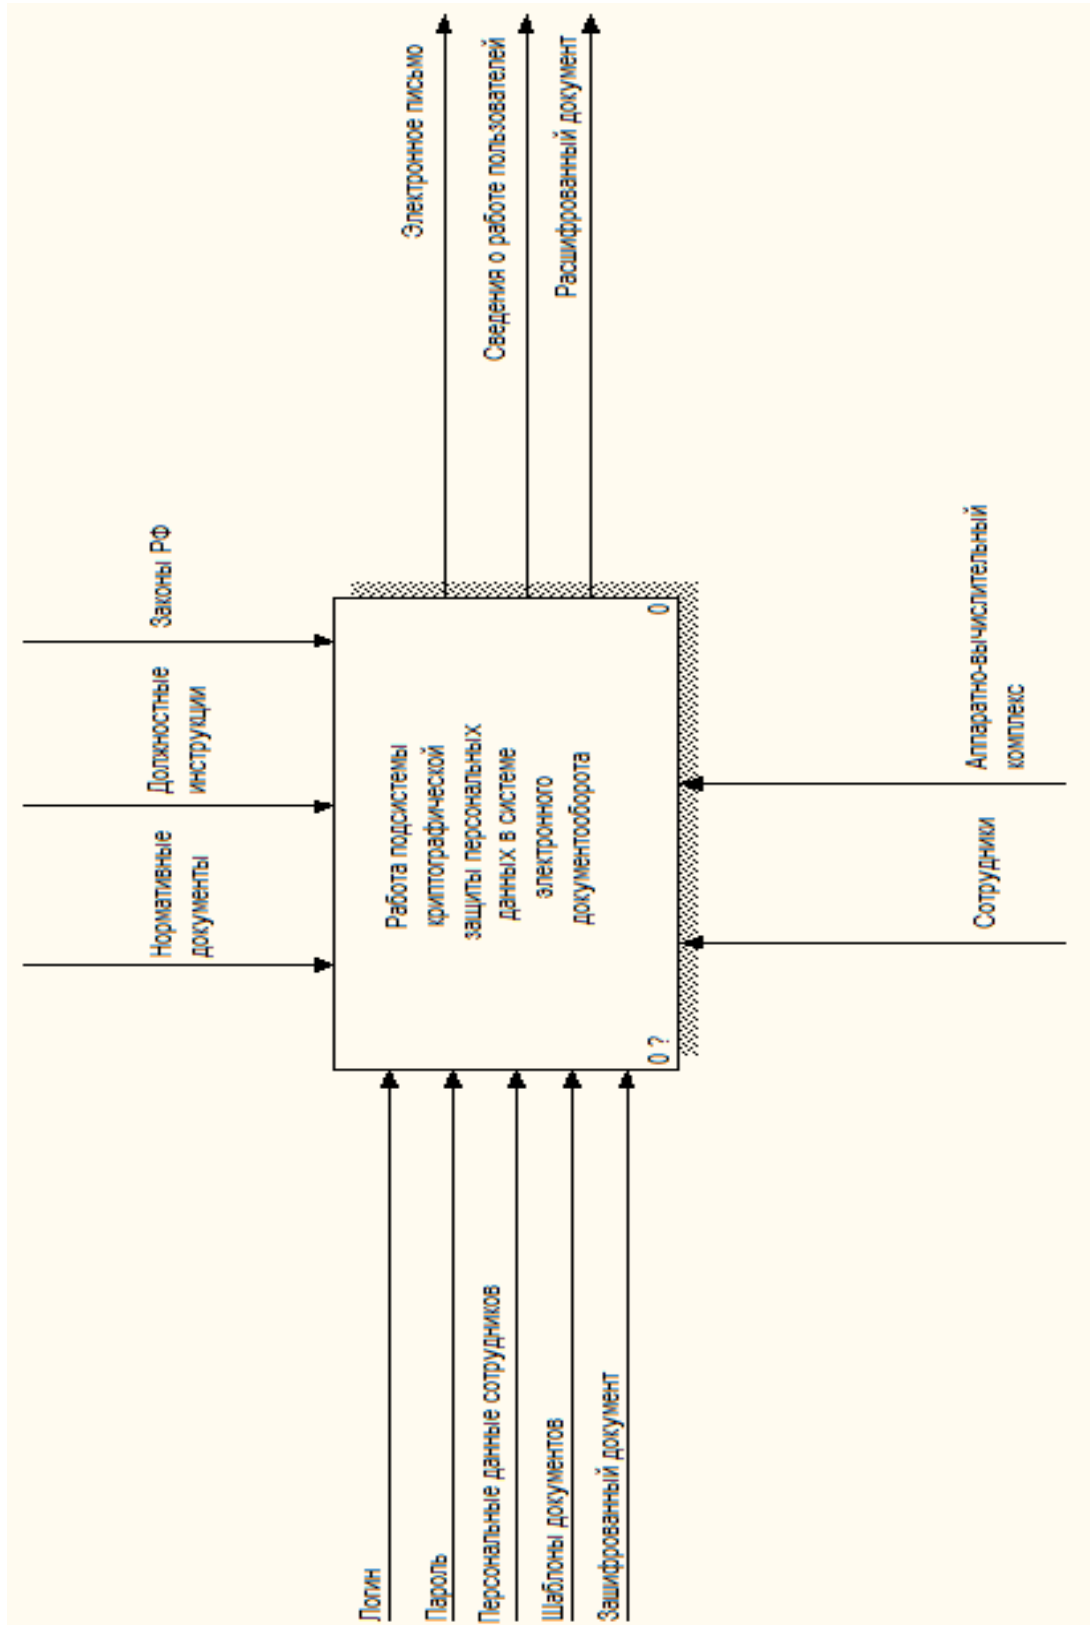 Нормативные
документы
Должностные
инструкции
Законы РФ
Логин
Пароль
Персональные данные сотрудников
Шаблоны документов
Зашифрованный документ
Работа подсистемы
криптографической
защиты персональных
данных в системе
электронного
документооборота
0 ?
0
Электронное письмо
Сведения о работе пользователей
Расшифрованный документ
Сотрудники
Аппаратно-вычислительный
комплекс